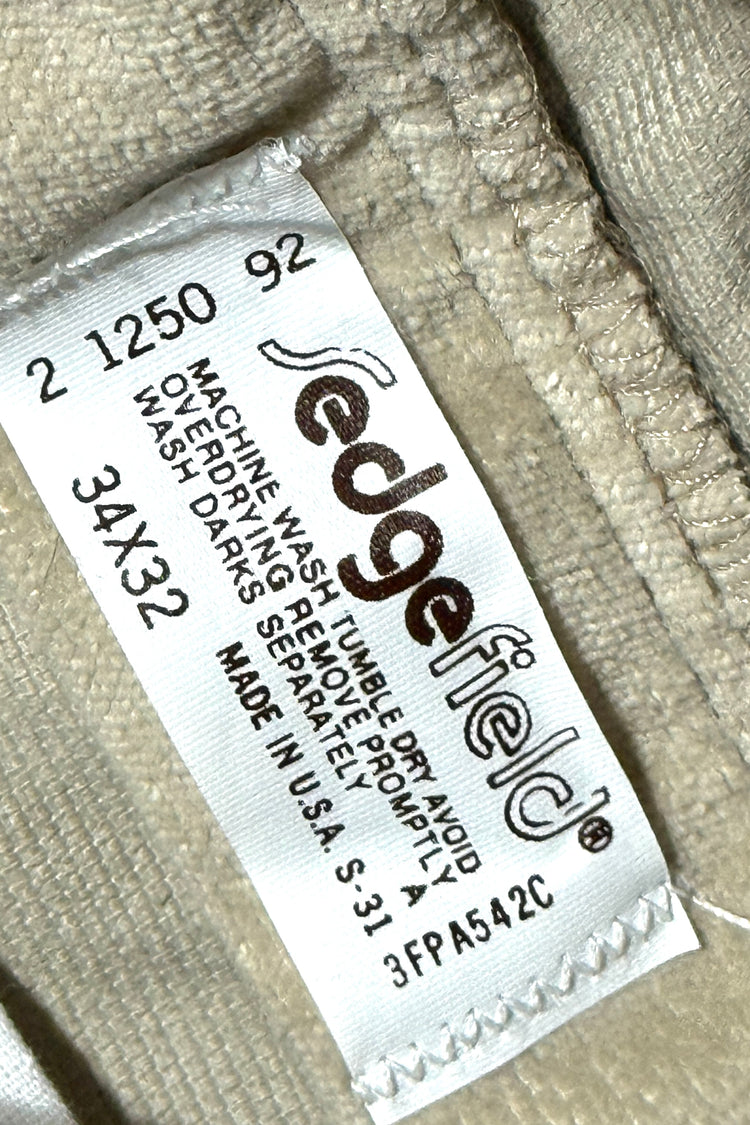 Sedgefield®
MACHINE WASH TUMBLE DRY AVOID
OVERDRYING REMOVE PROMPTLY
WASH DARKS SEPARATELY A
MADE IN U.S.A. S-31
34X32
2 1250 92
3FPA542C